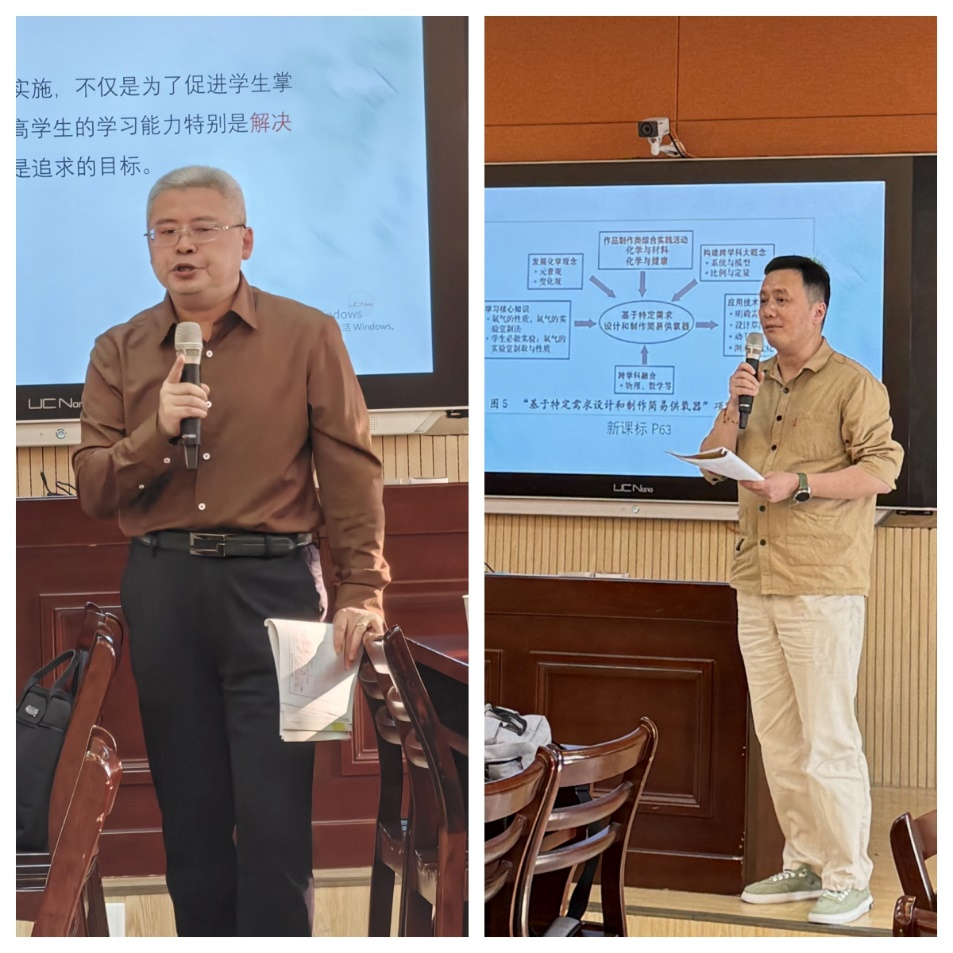 实施，不仅是为了促进学生掌
高学生的学习能力特别是解决
是追求的目标。
UC Nano
dows
活 Windows。
UC Nan
作品制作类综合实践活动
化学与材料
化学与健康
发展化学观念
· 元素观
· 变化观
构建跨学科大概念
· 系统与模型
· 比例与定量
学习核心知识
· 氧气的性质、氧气的实
验室制法
· 学生必做实验：氧气的
实验室制取与性质
基于特定需求
设计和制作简易供氧器
应用技术
· 明确需
· 设计
· 动
跨学科融合
· 物理、数学等
图 5 “基于特定需求设计和制作简易供氧器”项
新课标 P63
UC Nano